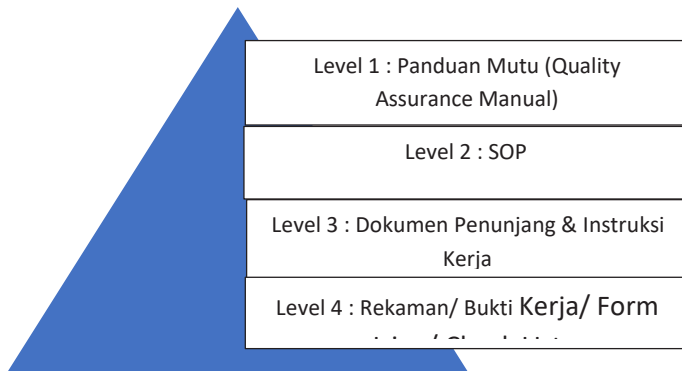 Level 1 : Panduan Mutu (Quality
Assurance Manual)
Level 2 : SOP
Level 3 : Dokumen Penunjang & Instruksi
Kerja
Level 4 : Rekaman/ Bukti Kerja/ Form